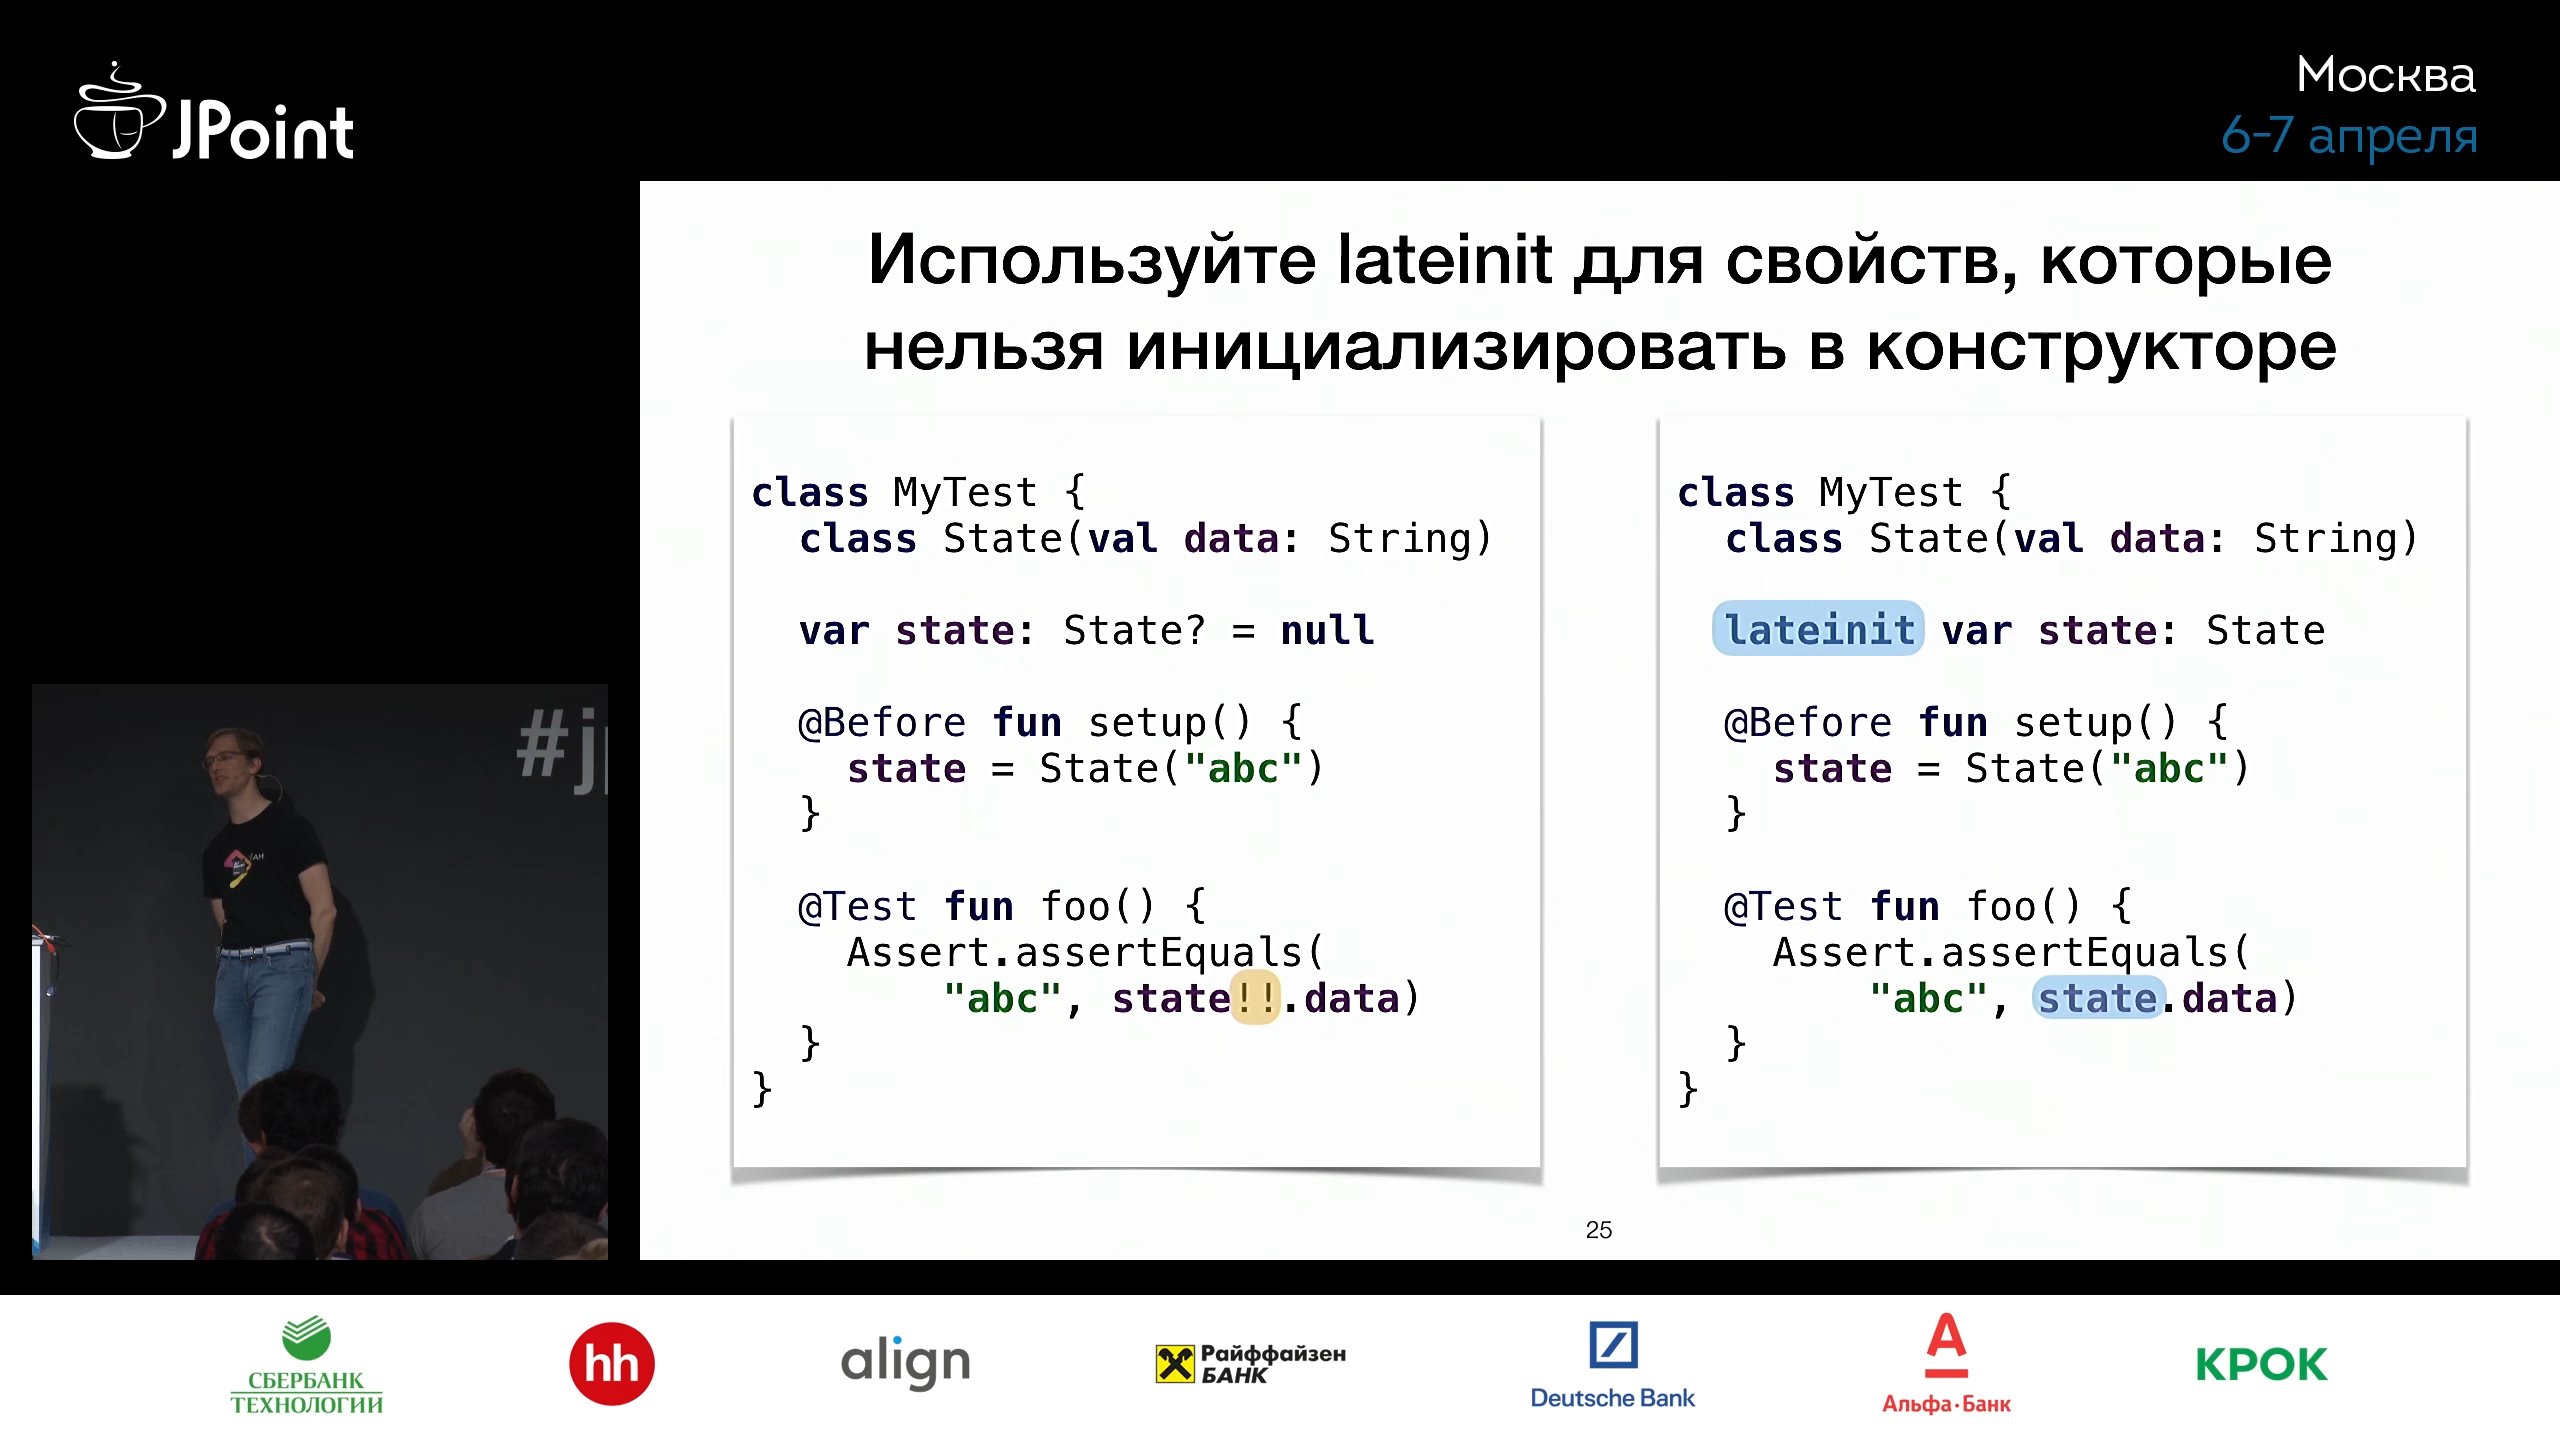 JPoint
Москва
6-7 апреля
Используйте lateinit для свойств, которые
нельзя инициализировать в конструкторе
class MyTest {
class State(val data: String)
var state: State? = null
@Before fun setup() {
state = State("abc")
}
@Test fun foo() {
Assert.assertEquals(
"abc", state!!.data)
}
}
class MyTest {
class State(val data: String)
lateinit var state: State
@Before fun setup() {
state = State("abc")
}
@Test fun foo() {
Assert.assertEquals(
"abc", state.data)
}
}
25
#j
СБЕРБАНК
ТЕХНОЛОГИИ
hh
align
Райффайзен
БАНК
Deutsche Bank
Альфа·Банк
КРОК